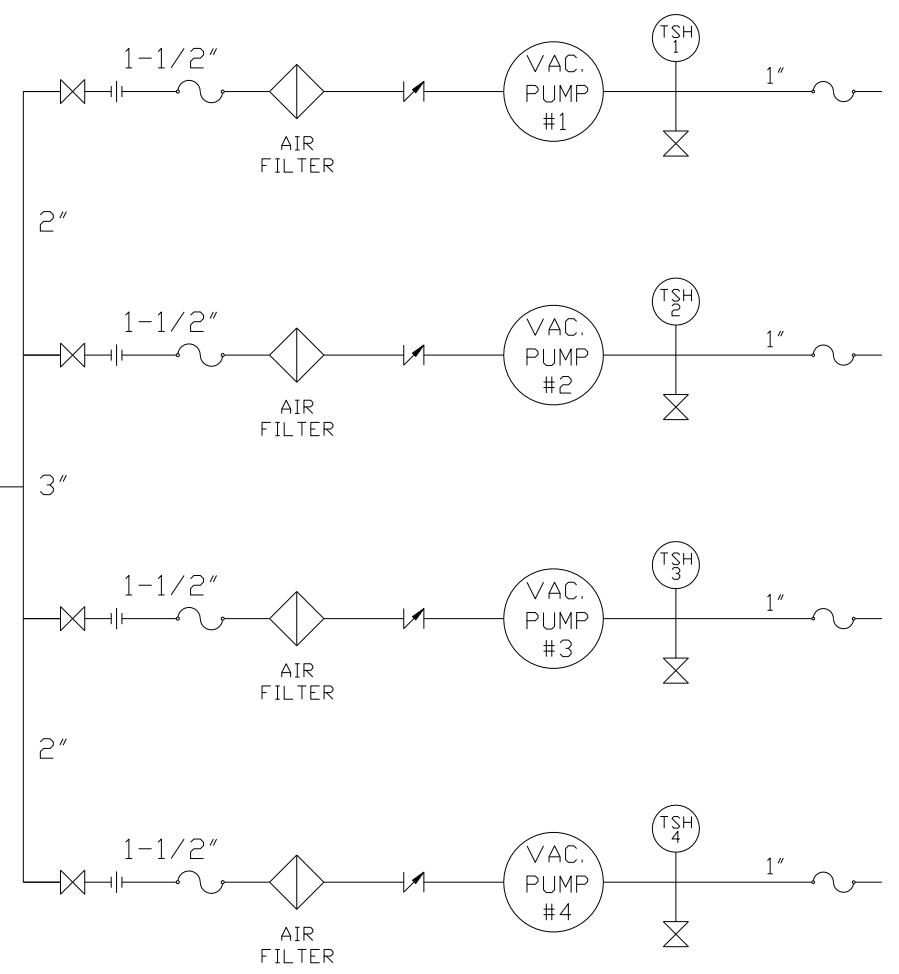 TSH
1
1-1/2"
VAC.
PUMP
#1
1"
AIR
FILTER
2"
TSH
2
1-1/2"
VAC.
PUMP
#2
1"
AIR
FILTER
3"
TSH
3
1-1/2"
VAC.
PUMP
#3
1"
AIR
FILTER
2"
TSH
4
1-1/2"
VAC.
PUMP
#4
1"
AIR
FILTER